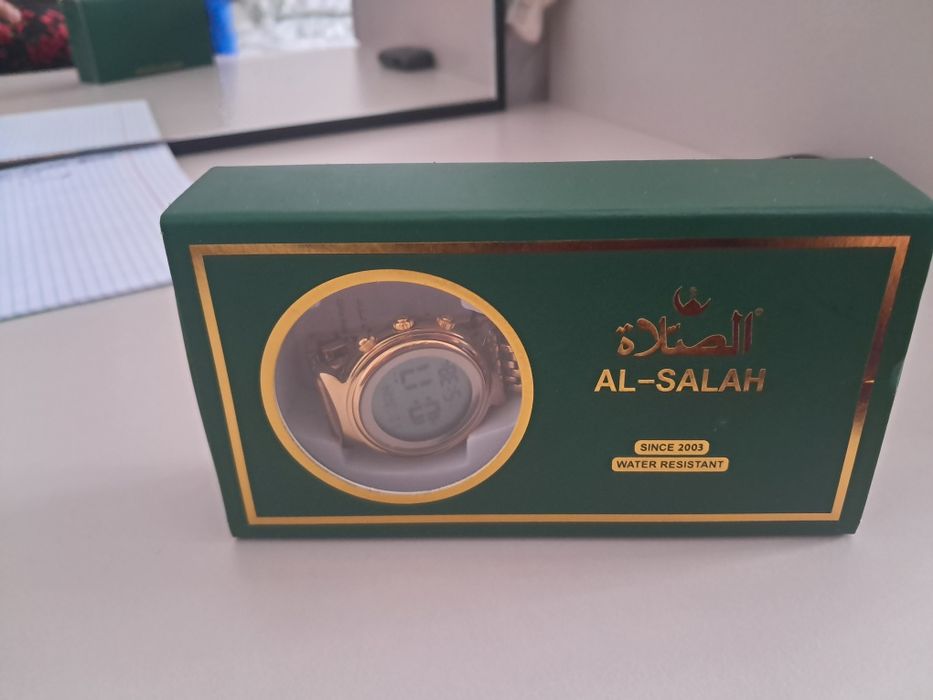 الصلاة
AL-SALAH
SINCE 2003
WATER RESISTANT